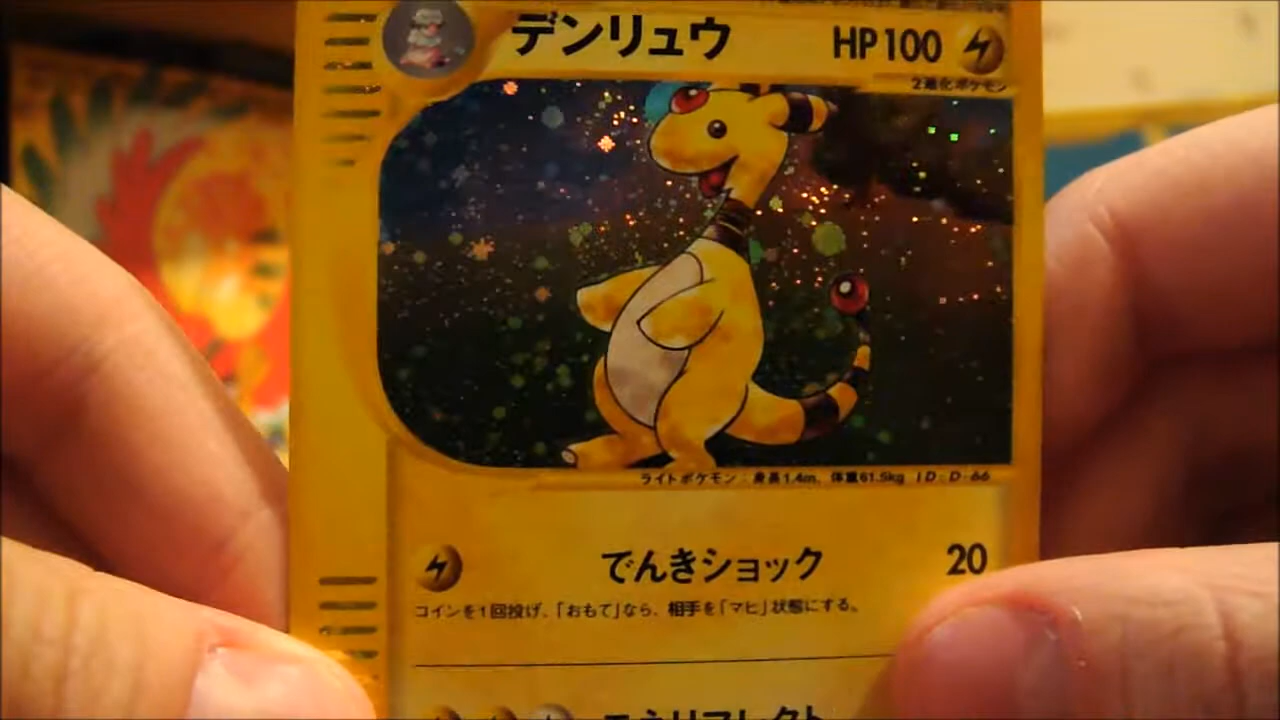 デンリュウ HP100
2進化ポケモン
ライトポケモン 身長1.4m、体重61.5kg ID:D-66
でんきショック 20
コインを1回投げ、「おもて」なら、相手を「マヒ」状態にする。